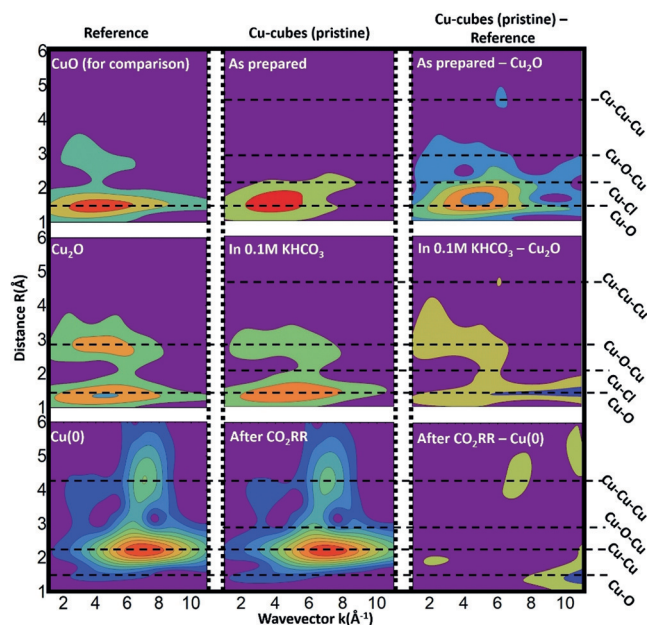 Reference
Cu-cubes (pristine)
Cu-cubes (pristine) –
Reference
6
CuO (for comparison)
As prepared
As prepared – Cu₂O
5
4
3
2
1
Cu-Cu-Cu
Cu-O-Cu
Cu-Cl
Cu-O
Distance R(Å)
6
Cu₂O
In 0.1M KHCO₃
In 0.1M KHCO₃ – Cu₂O
5
4
3
2
1
Cu-Cu-Cu
Cu-O-Cu
Cu-Cl
Cu-O
6
Cu(0)
After CO₂RR
After CO₂RR – Cu(0)
5
4
3
2
1
Cu-Cu-Cu
Cu-O-Cu
Cu-Cu
Cu-O
2 4 6 8 10
2 4 6 8 10
2 4 6 8 10
Wavevector k(Å⁻¹)